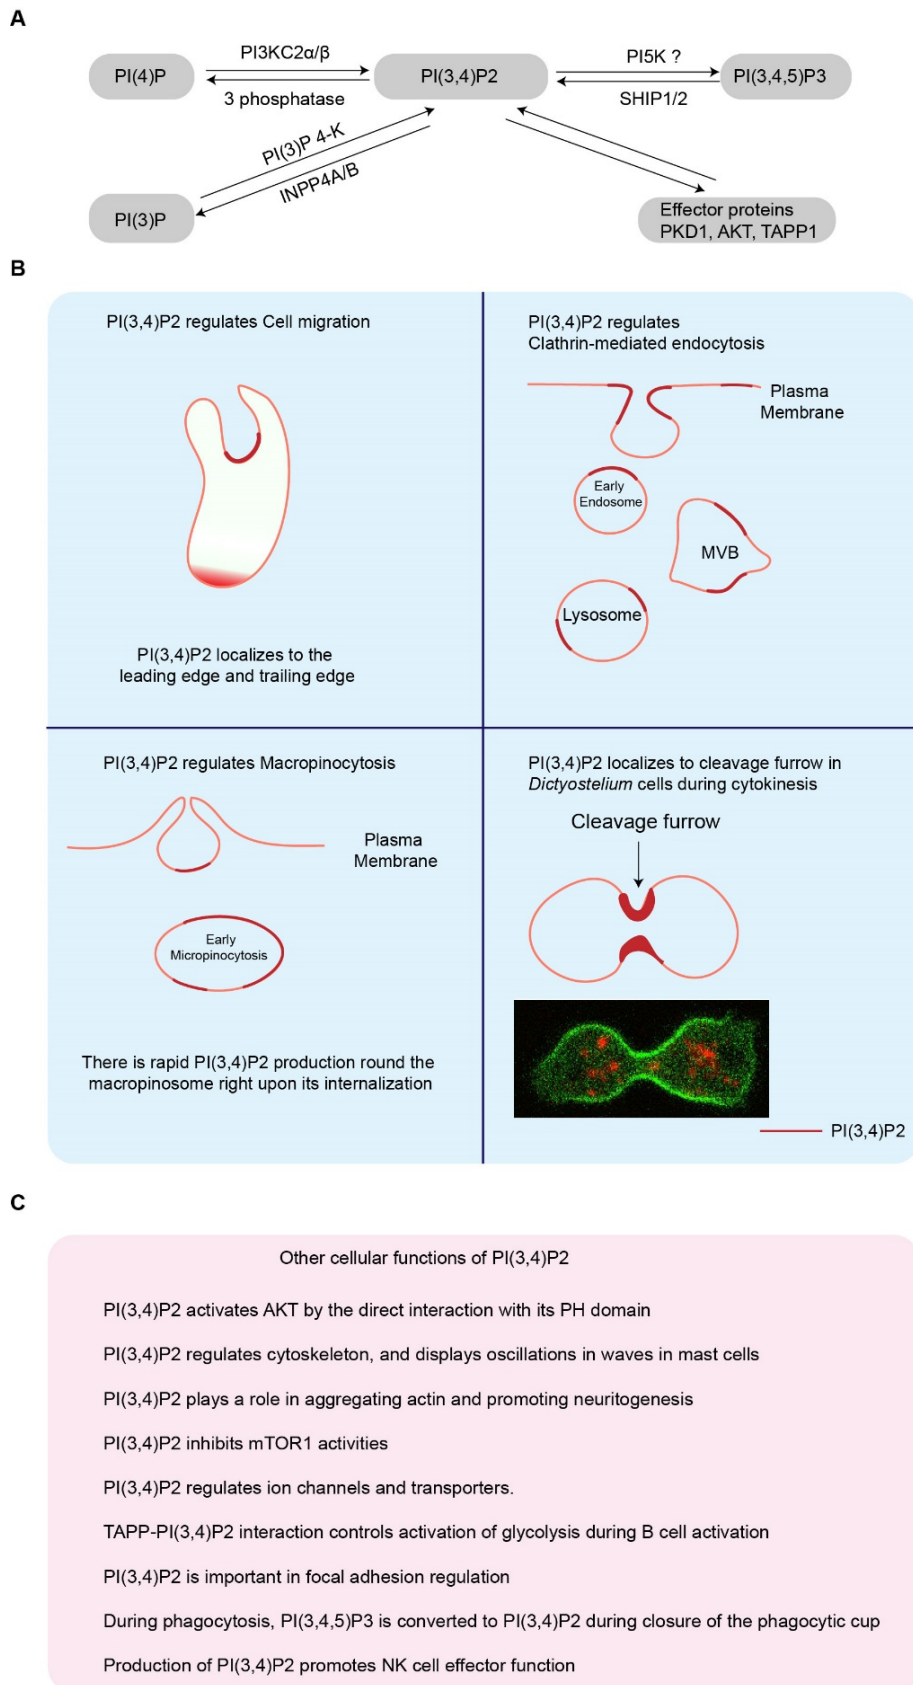 A
PI3KC2α/β
PI5K ?
PI(4)P
PI(3,4)P2
PI(3,4,5)P3
3 phosphatase
SHIP1/2
PI(3)P 4-K
INPP4A/B
PI(3)P
Effector proteins
PKD1, AKT, TAPP1
B
PI(3,4)P2 regulates Cell migration
PI(3,4)P2 localizes to the
leading edge and trailing edge
PI(3,4)P2 regulates
Clathrin-mediated endocytosis
Plasma
Membrane
Early
Endosome
MVB
Lysosome
PI(3,4)P2 regulates Macropinocytosis
Plasma
Membrane
Early
Micropinocytosis
There is rapid PI(3,4)P2 production round the
macropinosome right upon its internalization
PI(3,4)P2 localizes to cleavage furrow in
Dictyostelium cells during cytokinesis
Cleavage furrow
PI(3,4)P2
C
Other cellular functions of PI(3,4)P2
PI(3,4)P2 activates AKT by the direct interaction with its PH domain
PI(3,4)P2 regulates cytoskeleton, and displays oscillations in waves in mast cells
PI(3,4)P2 plays a role in aggregating actin and promoting neuritogenesis
PI(3,4)P2 inhibits mTOR1 activities
PI(3,4)P2 regulates ion channels and transporters.
TAPP-PI(3,4)P2 interaction controls activation of glycolysis during B cell activation
PI(3,4)P2 is important in focal adhesion regulation
During phagocytosis, PI(3,4,5)P3 is converted to PI(3,4)P2 during closure of the phagocytic cup
Production of PI(3,4)P2 promotes NK cell effector function